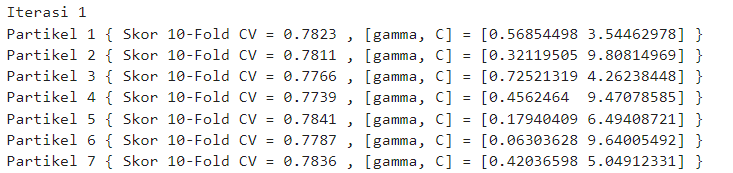 Iterasi 1
Partikel 1 { Skor 10-Fold CV = 0.7823 , [gamma, C] = [0.56854498 3.54462978] }
Partikel 2 { Skor 10-Fold CV = 0.7811 , [gamma, C] = [0.32119505 9.80814969] }
Partikel 3 { Skor 10-Fold CV = 0.7766 , [gamma, C] = [0.72521319 4.26238448] }
Partikel 4 { Skor 10-Fold CV = 0.7739 , [gamma, C] = [0.4562464  9.47078585] }
Partikel 5 { Skor 10-Fold CV = 0.7841 , [gamma, C] = [0.17940409 6.49408721] }
Partikel 6 { Skor 10-Fold CV = 0.7787 , [gamma, C] = [0.06303628 9.64005492] }
Partikel 7 { Skor 10-Fold CV = 0.7836 , [gamma, C] = [0.42036598 5.04912331] }